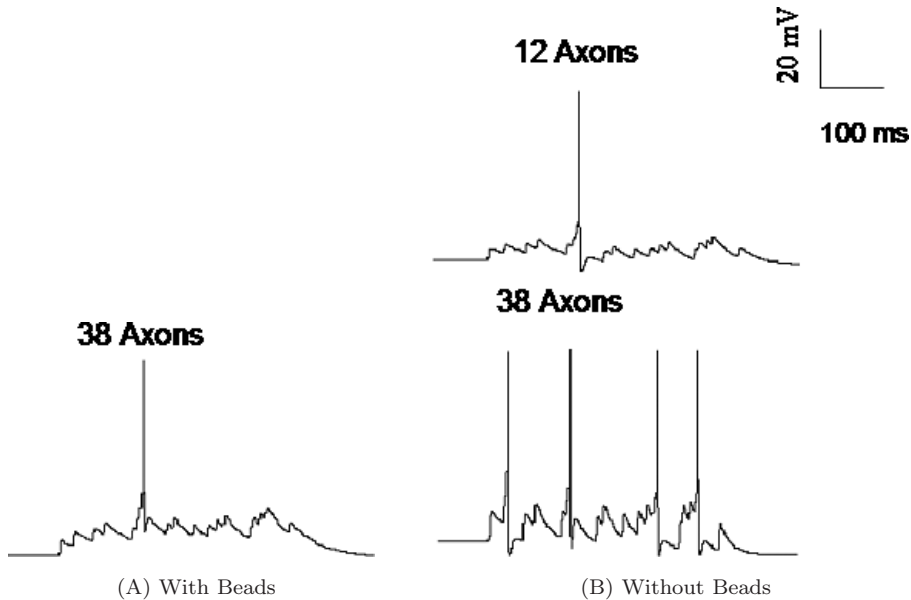 12 Axons
20 mV
100 ms
38 Axons
38 Axons
(A) With Beads
(B) Without Beads